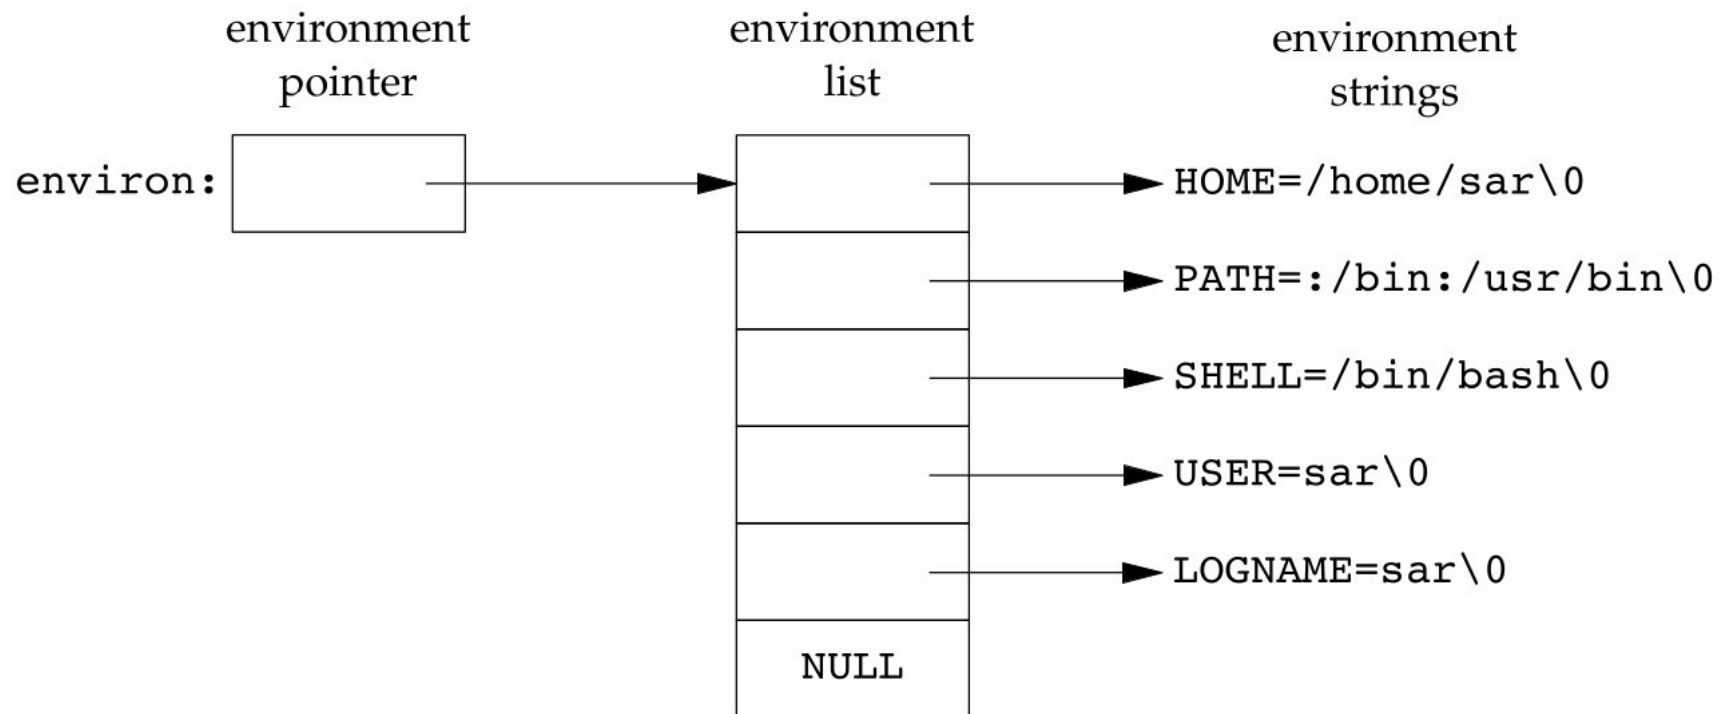 environment
pointer
environment
list
environment
strings
environ:
HOME=/home/sar\0
PATH=:/bin:/usr/bin\0
SHELL=/bin/bash\0
USER=sar\0
LOGNAME=sar\0
NULL